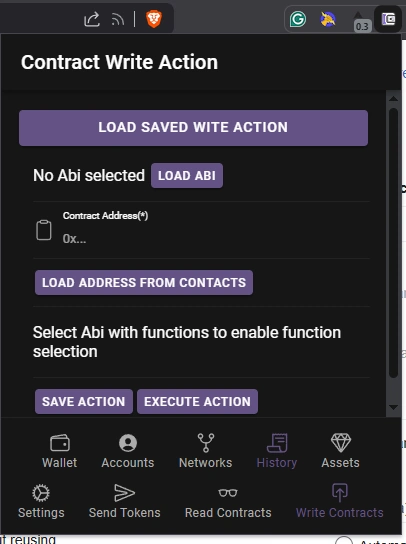 0.3
Contract Write Action
LOAD SAVED WITE ACTION
No Abi selected LOAD ABI
Contract Address(*)
0x...
LOAD ADDRESS FROM CONTACTS
Select Abi with functions to enable function
selection
SAVE ACTION EXECUTE ACTION
Wallet Accounts Networks History Assets
Settings Send Tokens Read Contracts Write Contracts
if reusing